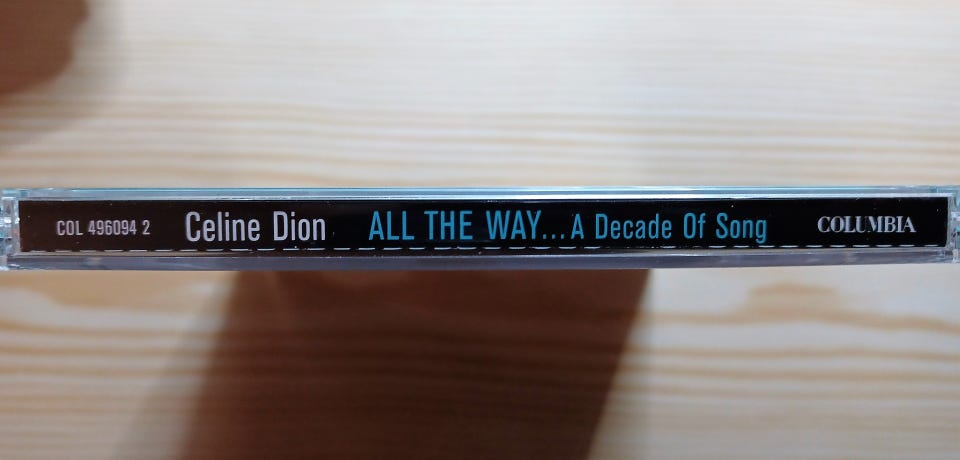 COL 496094 2 Celine Dion ALL THE WAY... A Decade Of Song COLUMBIA